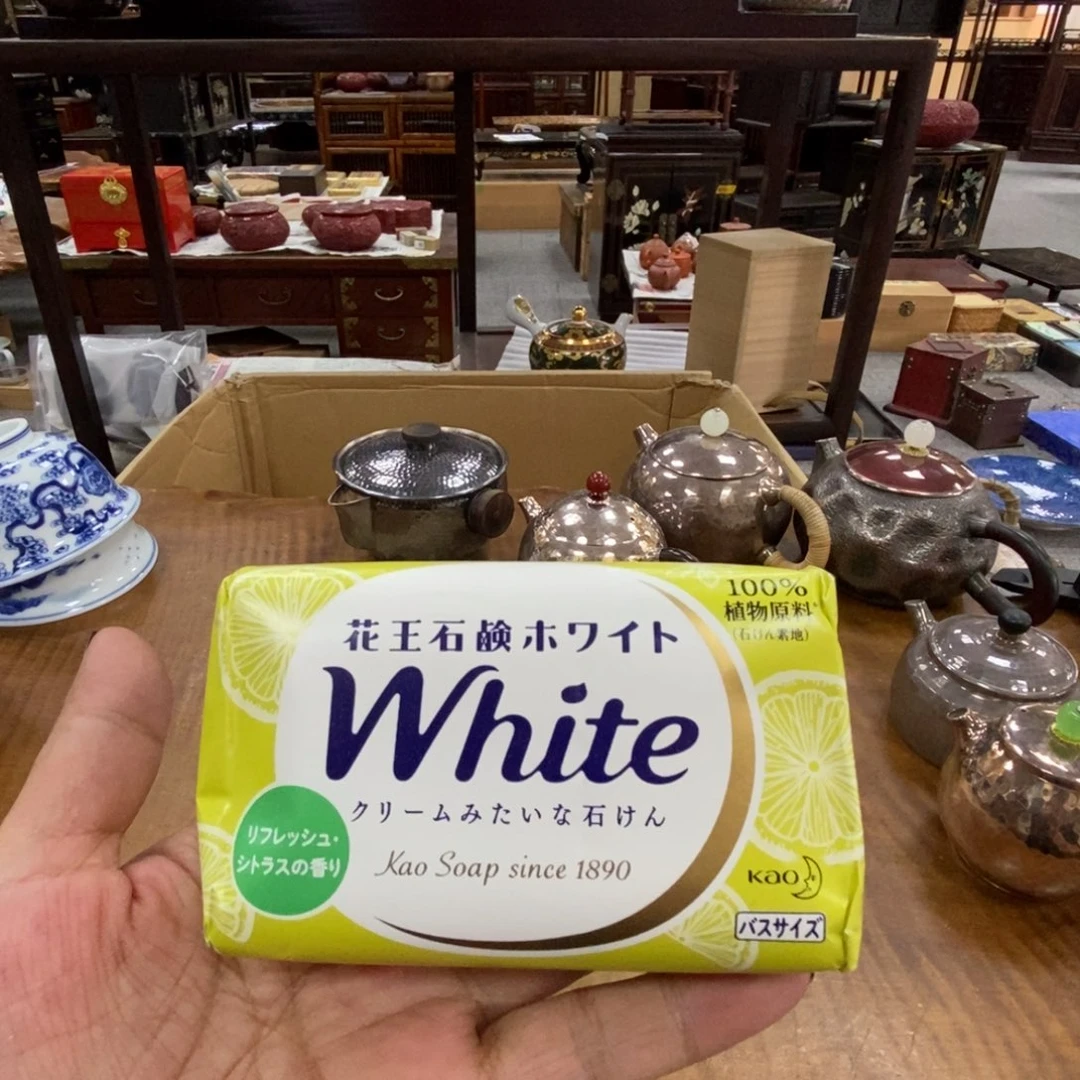 100%
植物原料*
(石けん素地)
花王石鹸ホワイト
White
クリームみたいな石けん
リフレッシュ・
シトラスの香り
Kao Soap since 1890
Kao
バスサイズ